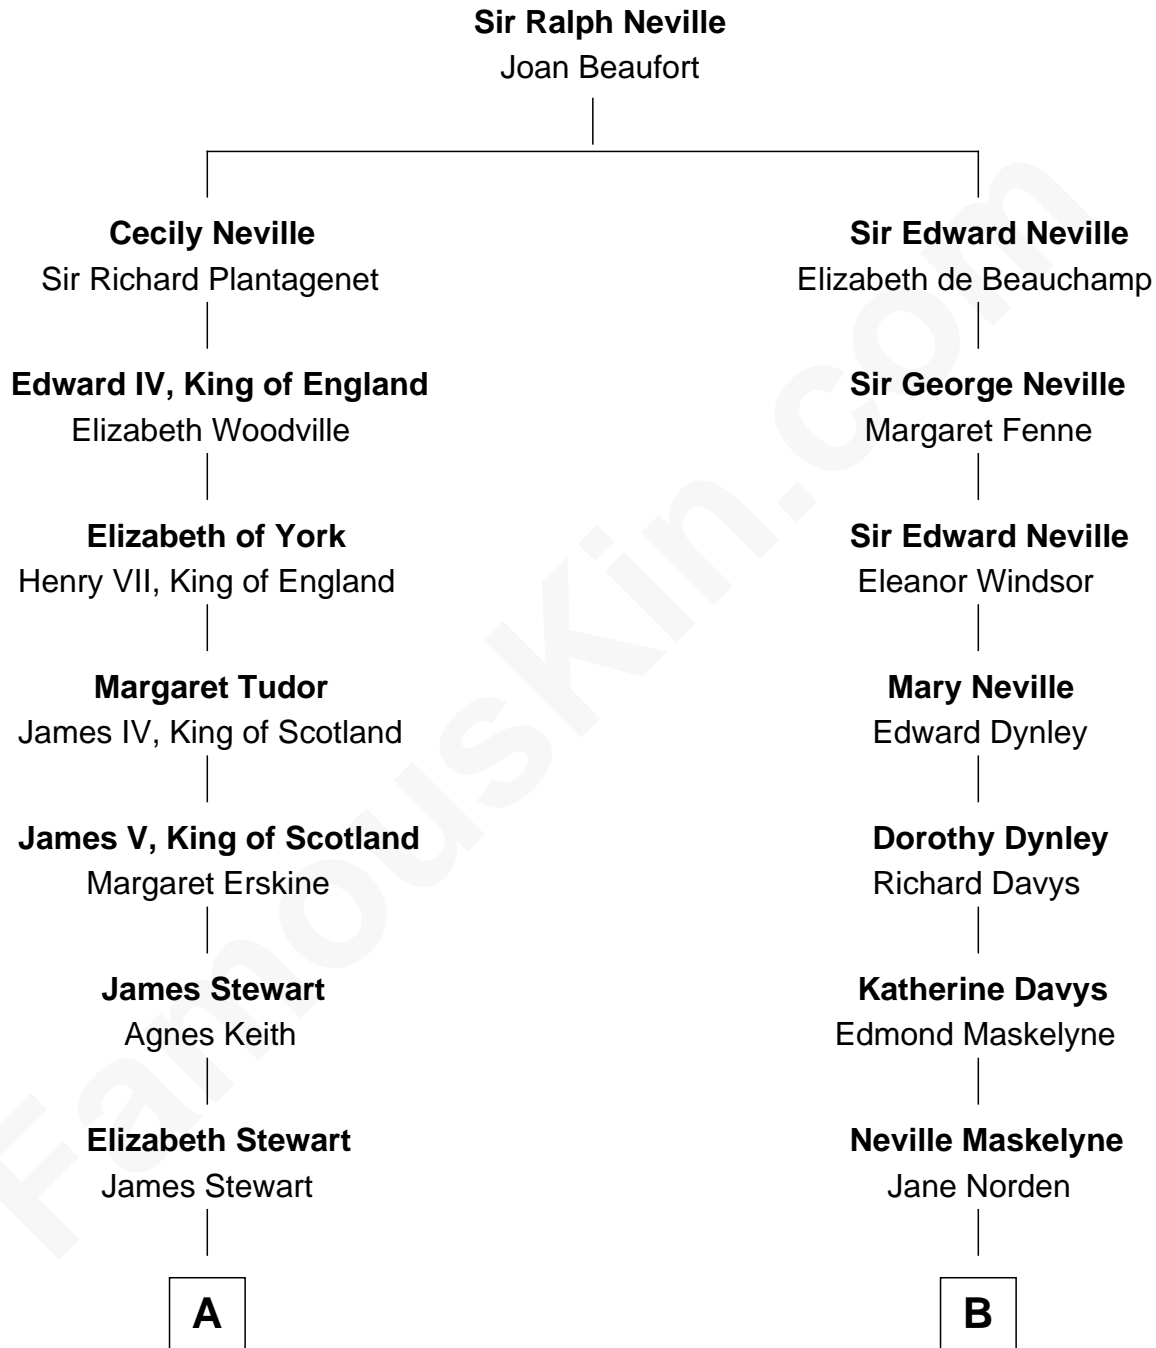 Sir Ralph Neville
Joan Beaufort
Cecily Neville
Sir Richard Plantagenet
Sir Edward Neville
Elizabeth de Beauchamp
Edward IV, King of England
Elizabeth Woodville
Sir George Neville
Margaret Fenne
Elizabeth of York
Henry VII, King of England
Sir Edward Neville
Eleanor Windsor
Margaret Tudor
James IV, King of Scotland
Mary Neville
Edward Dynley
James V, King of Scotland
Margaret Erskine
Dorothy Dynley
Richard Davys
James Stewart
Agnes Keith
Katherine Davys
Edmond Maskelyne
Elizabeth Stewart
James Stewart
Neville Maskelyne
Jane Norden
A
B
FamousKin.com